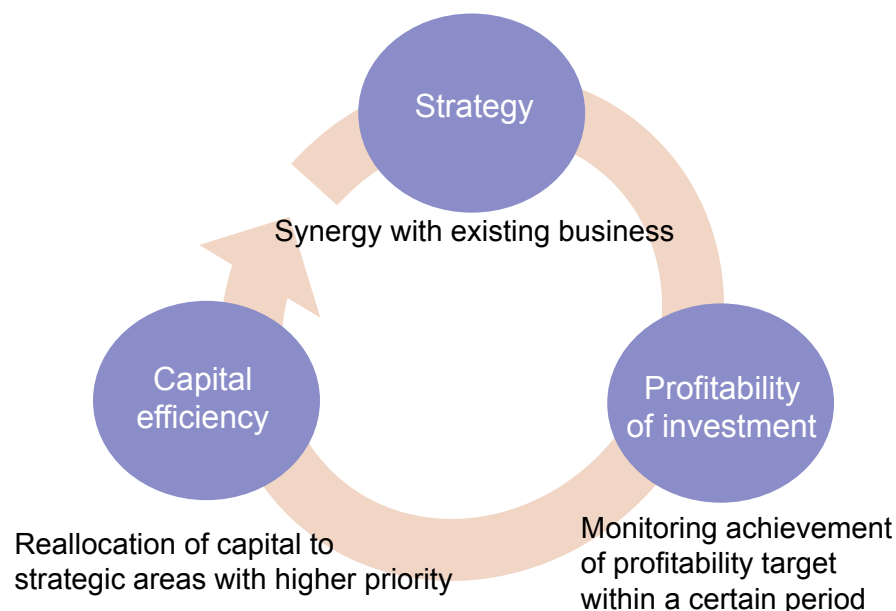 Strategy
Synergy with existing business
Capital
efficiency
Profitability
of investment
Reallocation of capital to
strategic areas with higher priority
Monitoring achievement
of profitability target
within a certain period